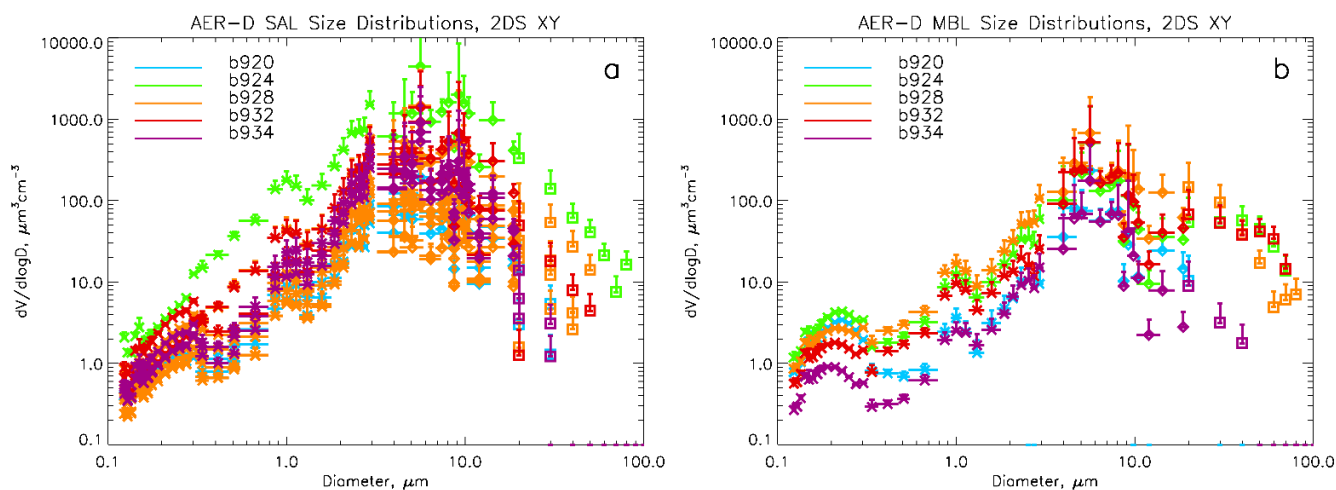 AER-D SAL Size Distributions, 2DS XY
10000.0
1000.0
100.0
10.0
1.0
0.1
dV/dlogD, μm³cm⁻³
b920
b924
b928
b932
b934
a
0.1
1.0
10.0
100.0
Diameter, μm
AER-D MBL Size Distributions, 2DS XY
10000.0
1000.0
100.0
10.0
1.0
0.1
dV/dlogD, μm³cm⁻³
b920
b924
b928
b932
b934
b
0.1
1.0
10.0
100.0
Diameter, μm